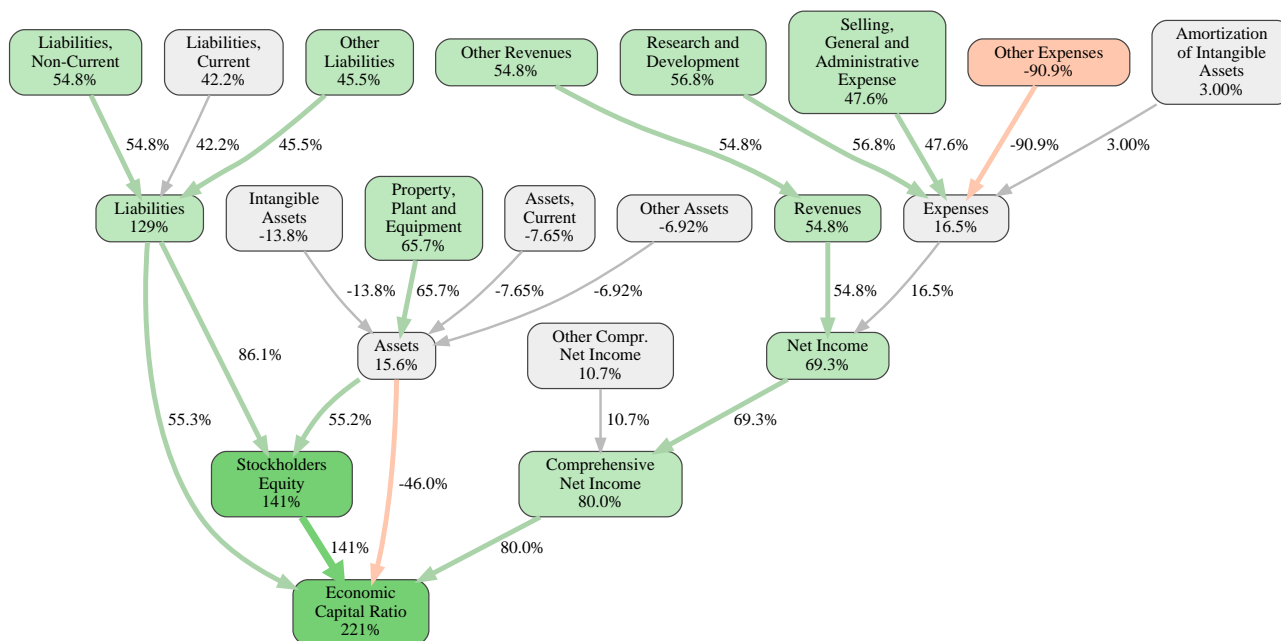 Liabilities,
Non-Current
54.8%
Liabilities,
Current
42.2%
Other
Liabilities
45.5%
Other Revenues
54.8%
Research and
Development
56.8%
Selling,
General and
Administrative
Expense
47.6%
Other Expenses
-90.9%
Amortization
of Intangible
Assets
3.00%
54.8%
42.2%
45.5%
54.8%
56.8%
47.6%
-90.9%
3.00%
Liabilities
129%
Intangible
Assets
-13.8%
Property,
Plant and
Equipment
65.7%
Assets,
Current
-7.65%
Other Assets
-6.92%
Revenues
54.8%
Expenses
16.5%
-13.8%
65.7%
-7.65%
-6.92%
54.8%
16.5%
86.1%
Assets
15.6%
Other Compr.
Net Income
10.7%
Net Income
69.3%
55.3%
55.2%
10.7%
69.3%
Stockholders
Equity
141%
-46.0%
Comprehensive
Net Income
80.0%
141%
80.0%
Economic
Capital Ratio
221%